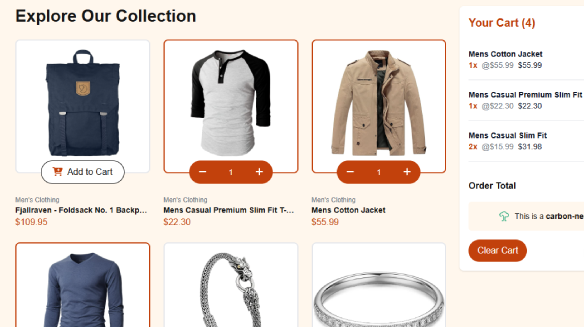 Explore Our Collection
Add to Cart
1
1
Men's Clothing
Fjallraven - Foldsack No. 1 Backp...
$109.95
Men's Clothing
Mens Casual Premium Slim Fit T-...
$22.30
Men's Clothing
Mens Cotton Jacket
$55.99
Your Cart (4)
Mens Cotton Jacket
1x @$55.99 $55.99
Mens Casual Premium Slim Fit
1x @$22.30 $22.30
Mens Casual Slim Fit
2x @$15.99 $31.98
Order Total
This is a carbon-ne
Clear Cart